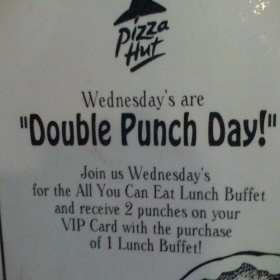 Pizza
Hut
Wednesday's are
"Double Punch Day!"
Join us Wednesday's
for the All You Can Eat Lunch Buffet
and receive 2 punches on your
VIP Card with the purchase
of 1 Lunch Buffet!